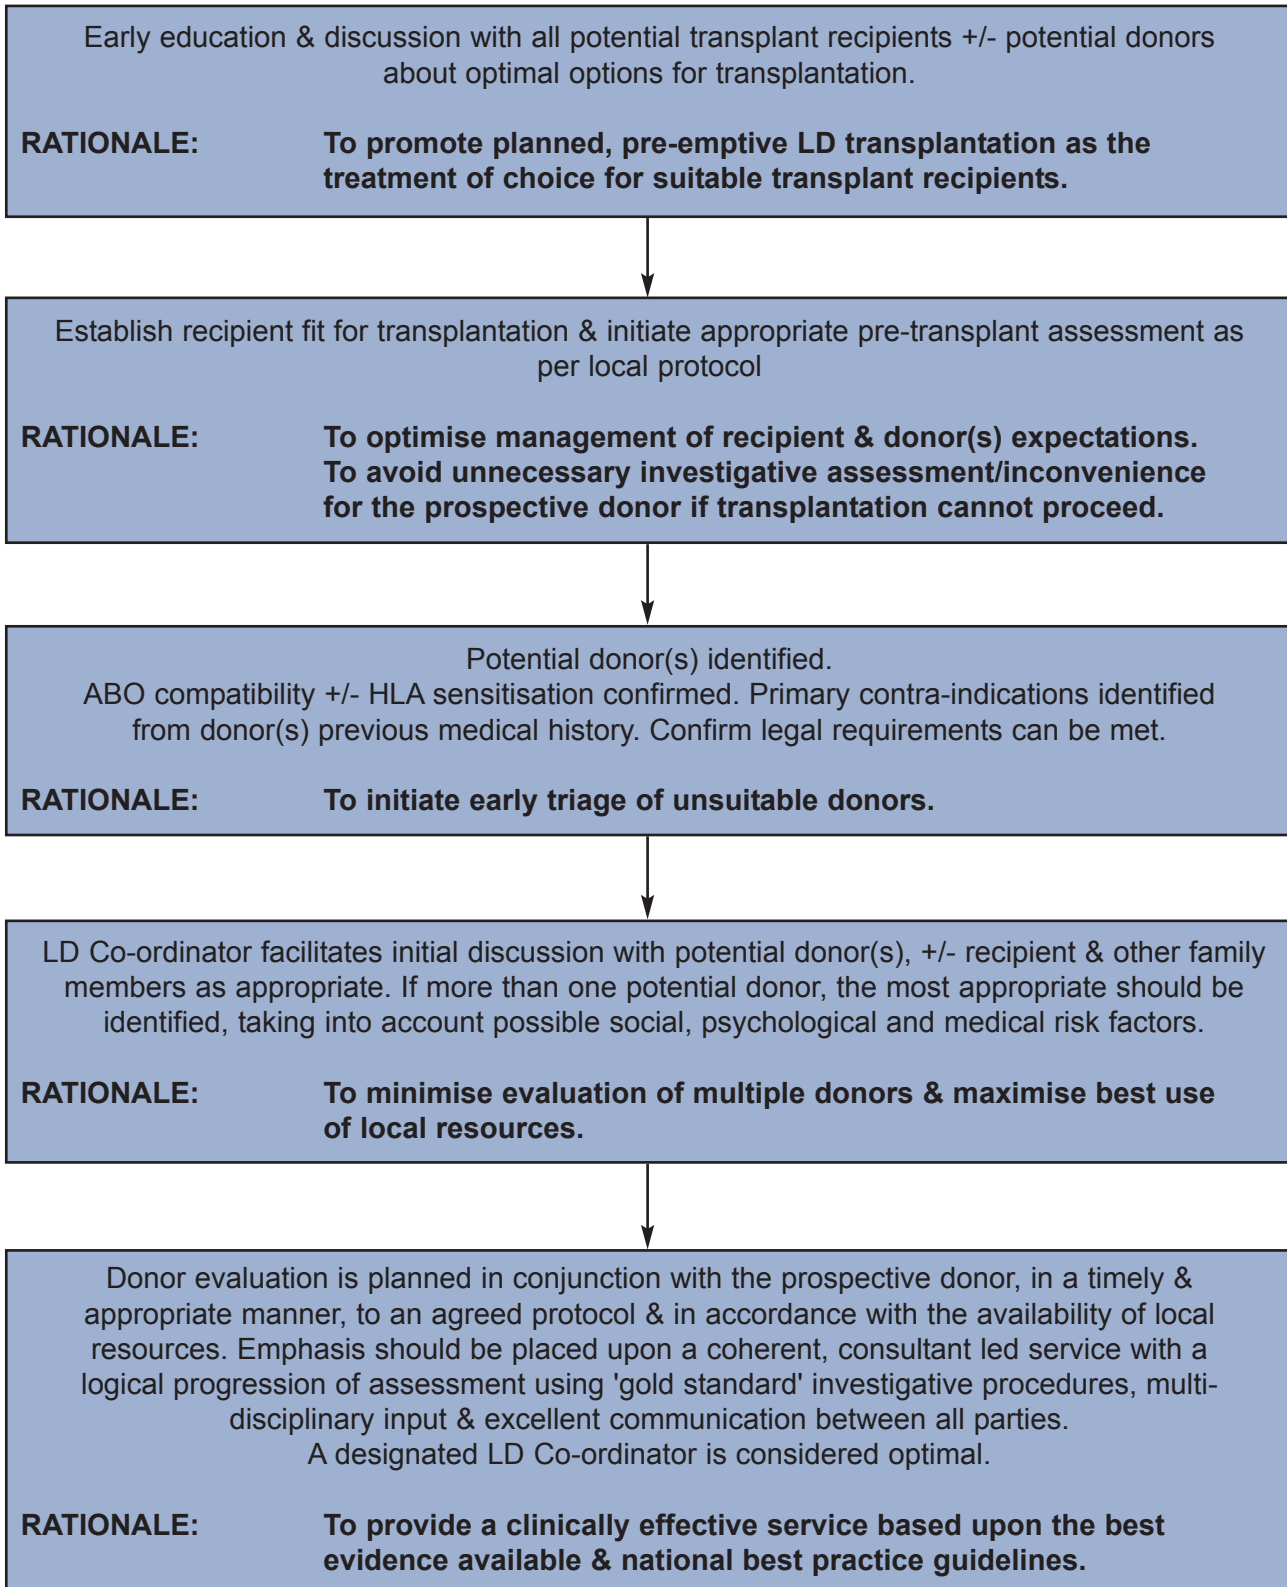 Early education & discussion with all potential transplant recipients +/- potential donors
about optimal options for transplantation.
RATIONALE: To promote planned, pre-emptive LD transplantation as the
treatment of choice for suitable transplant recipients.
Establish recipient fit for transplantation & initiate appropriate pre-transplant assessment as
per local protocol
RATIONALE: To optimise management of recipient & donor(s) expectations.
To avoid unnecessary investigative assessment/inconvenience
for the prospective donor if transplantation cannot proceed.
Potential donor(s) identified.
ABO compatibility +/- HLA sensitisation confirmed. Primary contra-indications identified
from donor(s) previous medical history. Confirm legal requirements can be met.
RATIONALE: To initiate early triage of unsuitable donors.
LD Co-ordinator facilitates initial discussion with potential donor(s), +/- recipient & other family
members as appropriate. If more than one potential donor, the most appropriate should be
identified, taking into account possible social, psychological and medical risk factors.
RATIONALE: To minimise evaluation of multiple donors & maximise best use
of local resources.
Donor evaluation is planned in conjunction with the prospective donor, in a timely &
appropriate manner, to an agreed protocol & in accordance with the availability of local
resources. Emphasis should be placed upon a coherent, consultant led service with a
logical progression of assessment using 'gold standard' investigative procedures, multi-
disciplinary input & excellent communication between all parties.
A designated LD Co-ordinator is considered optimal.
RATIONALE: To provide a clinically effective service based upon the best
evidence available & national best practice guidelines.